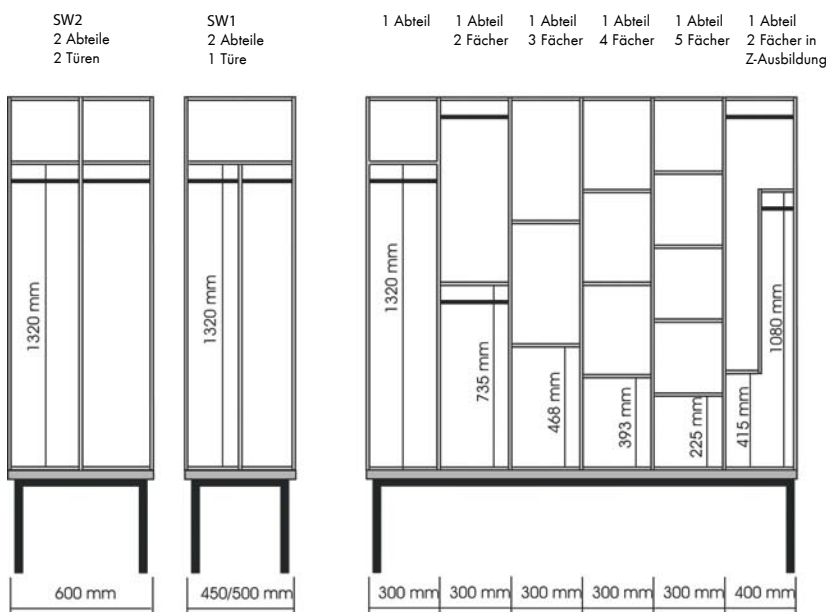 SW2
2 Abteile
2 Türen
SW1
2 Abteile
1 Türe
1 Abteil
1 Abteil
2 Fächer
1 Abteil
3 Fächer
1 Abteil
4 Fächer
1 Abteil
5 Fächer
1 Abteil
2 Fächer in
Z-Ausbildung
1320 mm
1320 mm
1320 mm
735 mm
468 mm
393 mm
225 mm
415 mm
1080 mm
600 mm
450/500 mm
300 mm
300 mm
300 mm
300 mm
300 mm
400 mm